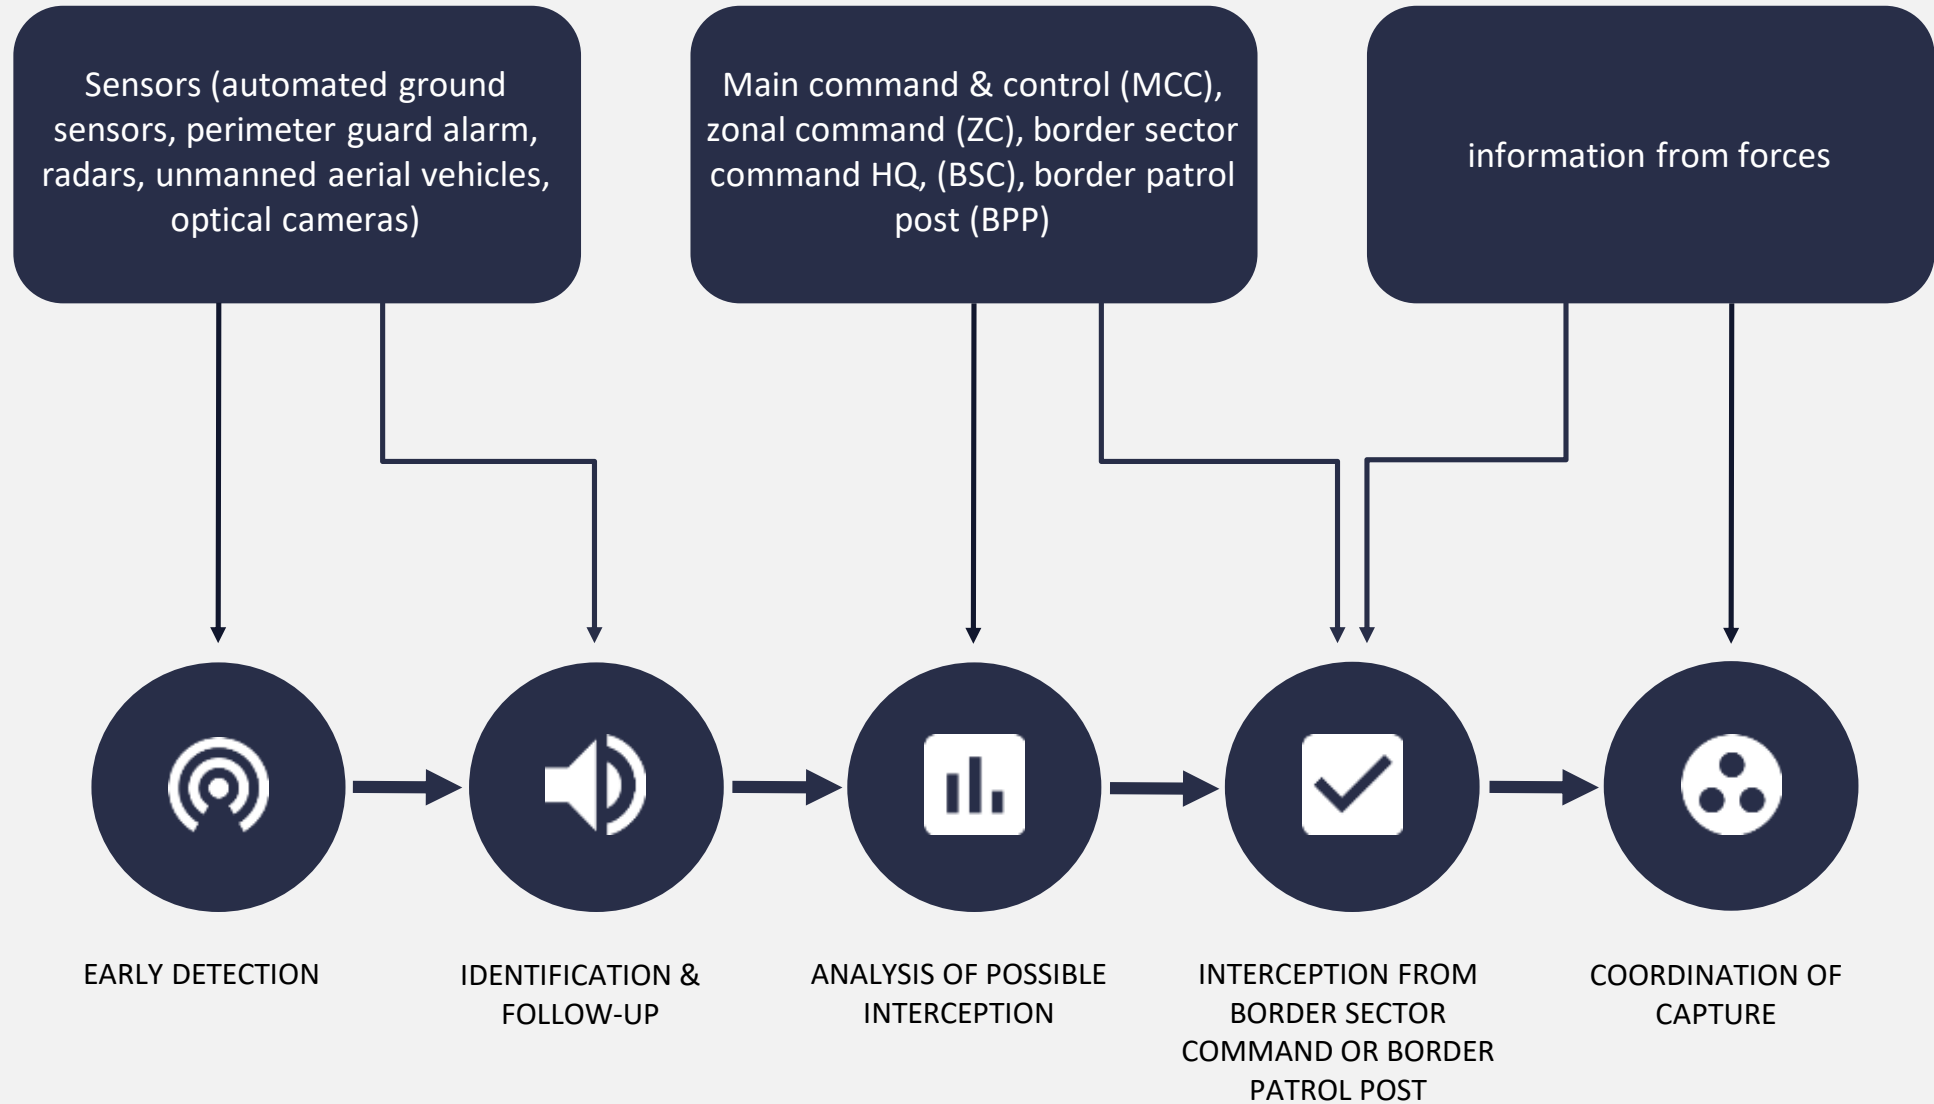 Sensors (automated ground
sensors, perimeter guard alarm,
radars, unmanned aerial vehicles,
optical cameras)
Main command & control (MCC),
zonal command (ZC), border sector
command HQ, (BSC), border patrol
post (BPP)
information from forces
EARLY DETECTION
IDENTIFICATION &
FOLLOW-UP
ANALYSIS OF POSSIBLE
INTERCEPTION
INTERCEPTION FROM
BORDER SECTOR
COMMAND OR BORDER
PATROL POST
COORDINATION OF
CAPTURE